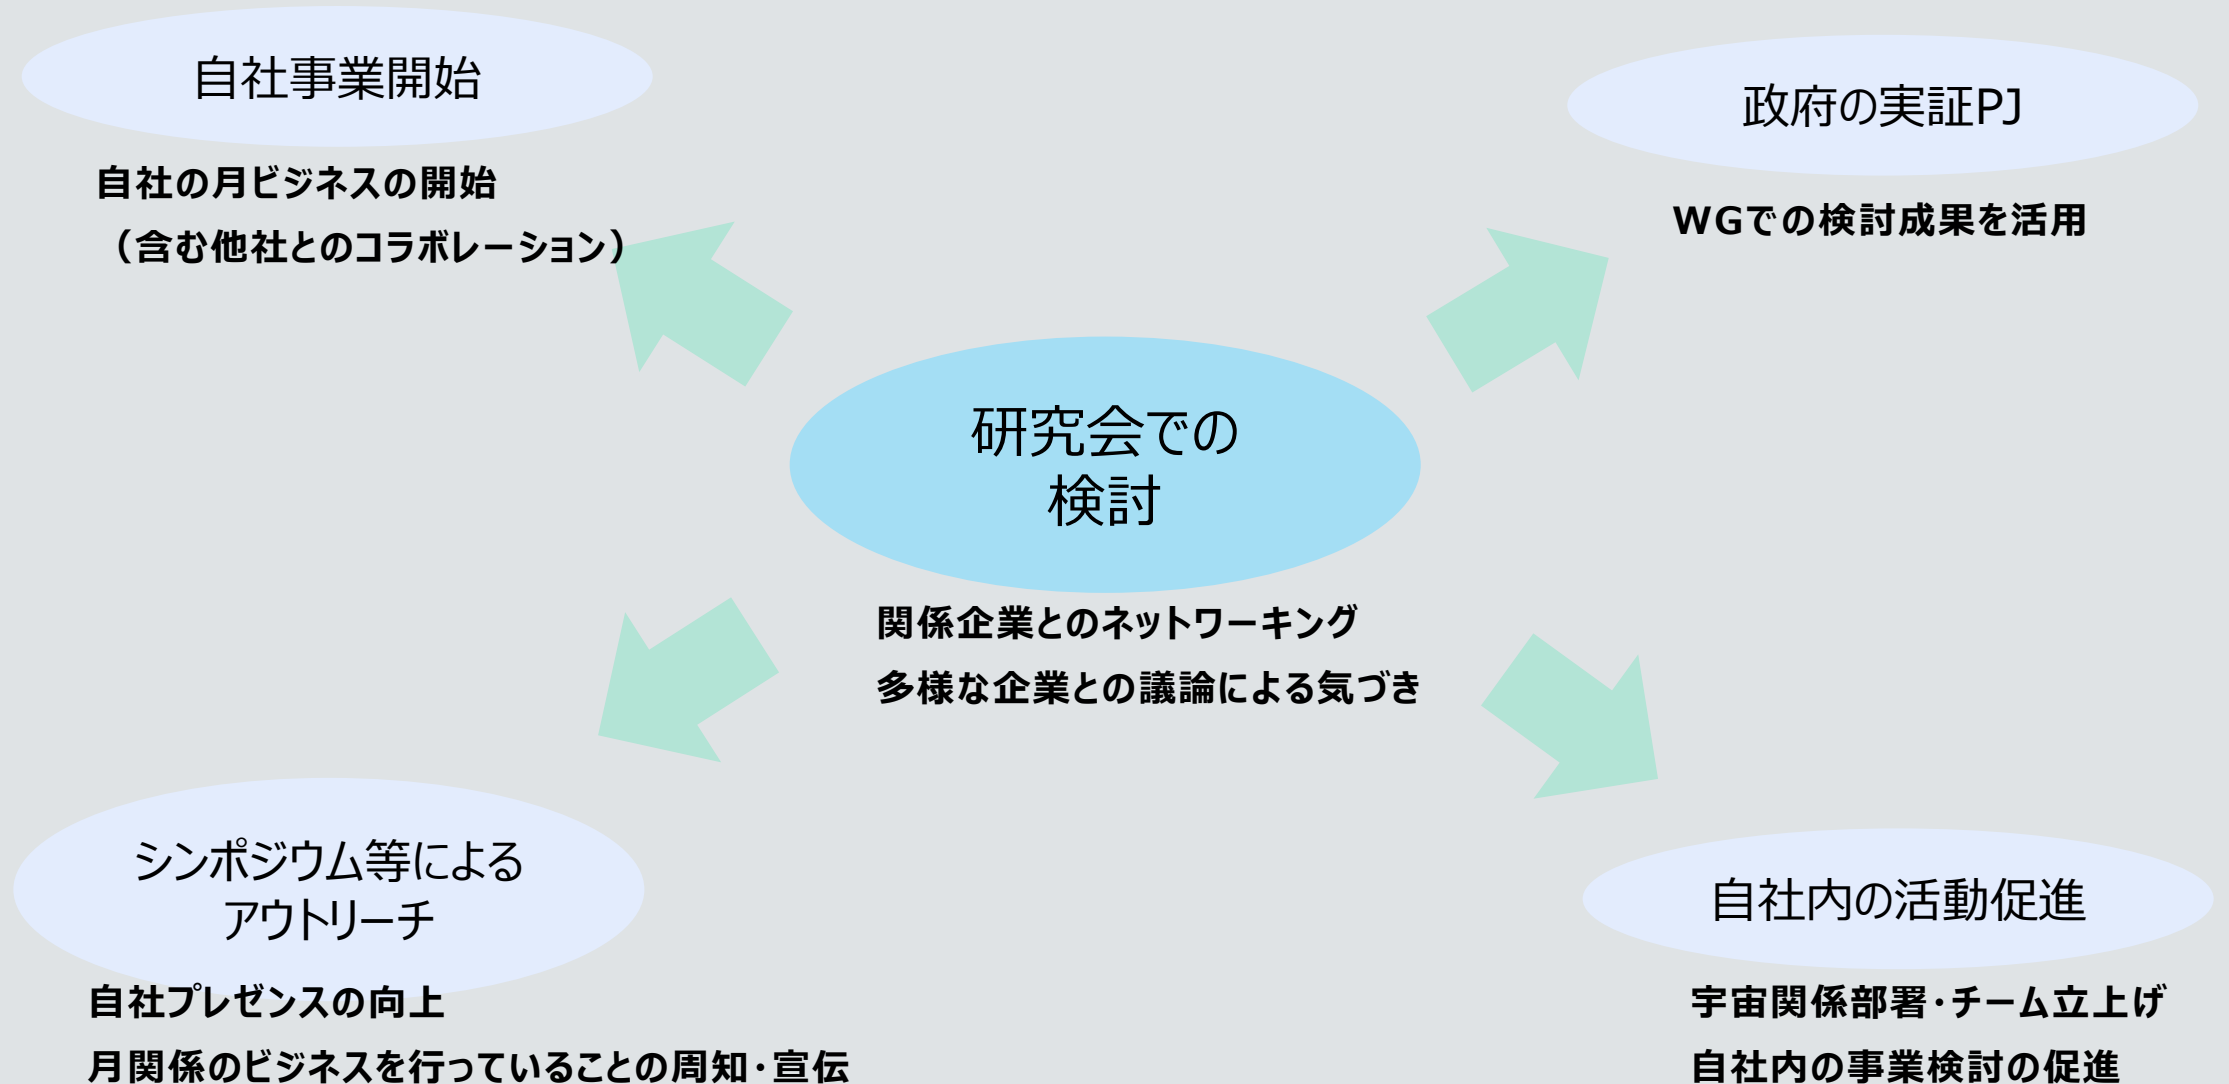 自社事業開始
自社の月ビジネスの開始
（含む他社とのコラボレーション）
政府の実証PJ
WGでの検討成果を活用
研究会での
検討
関係企業とのネットワーキング
多様な企業との議論による気づき
シンポジウム等による
アウトリーチ
自社プレゼンスの向上
月関係のビジネスを行っていることの周知・宣伝
自社内の活動促進
宇宙関係部署・チーム立上げ
自社内の事業検討の促進